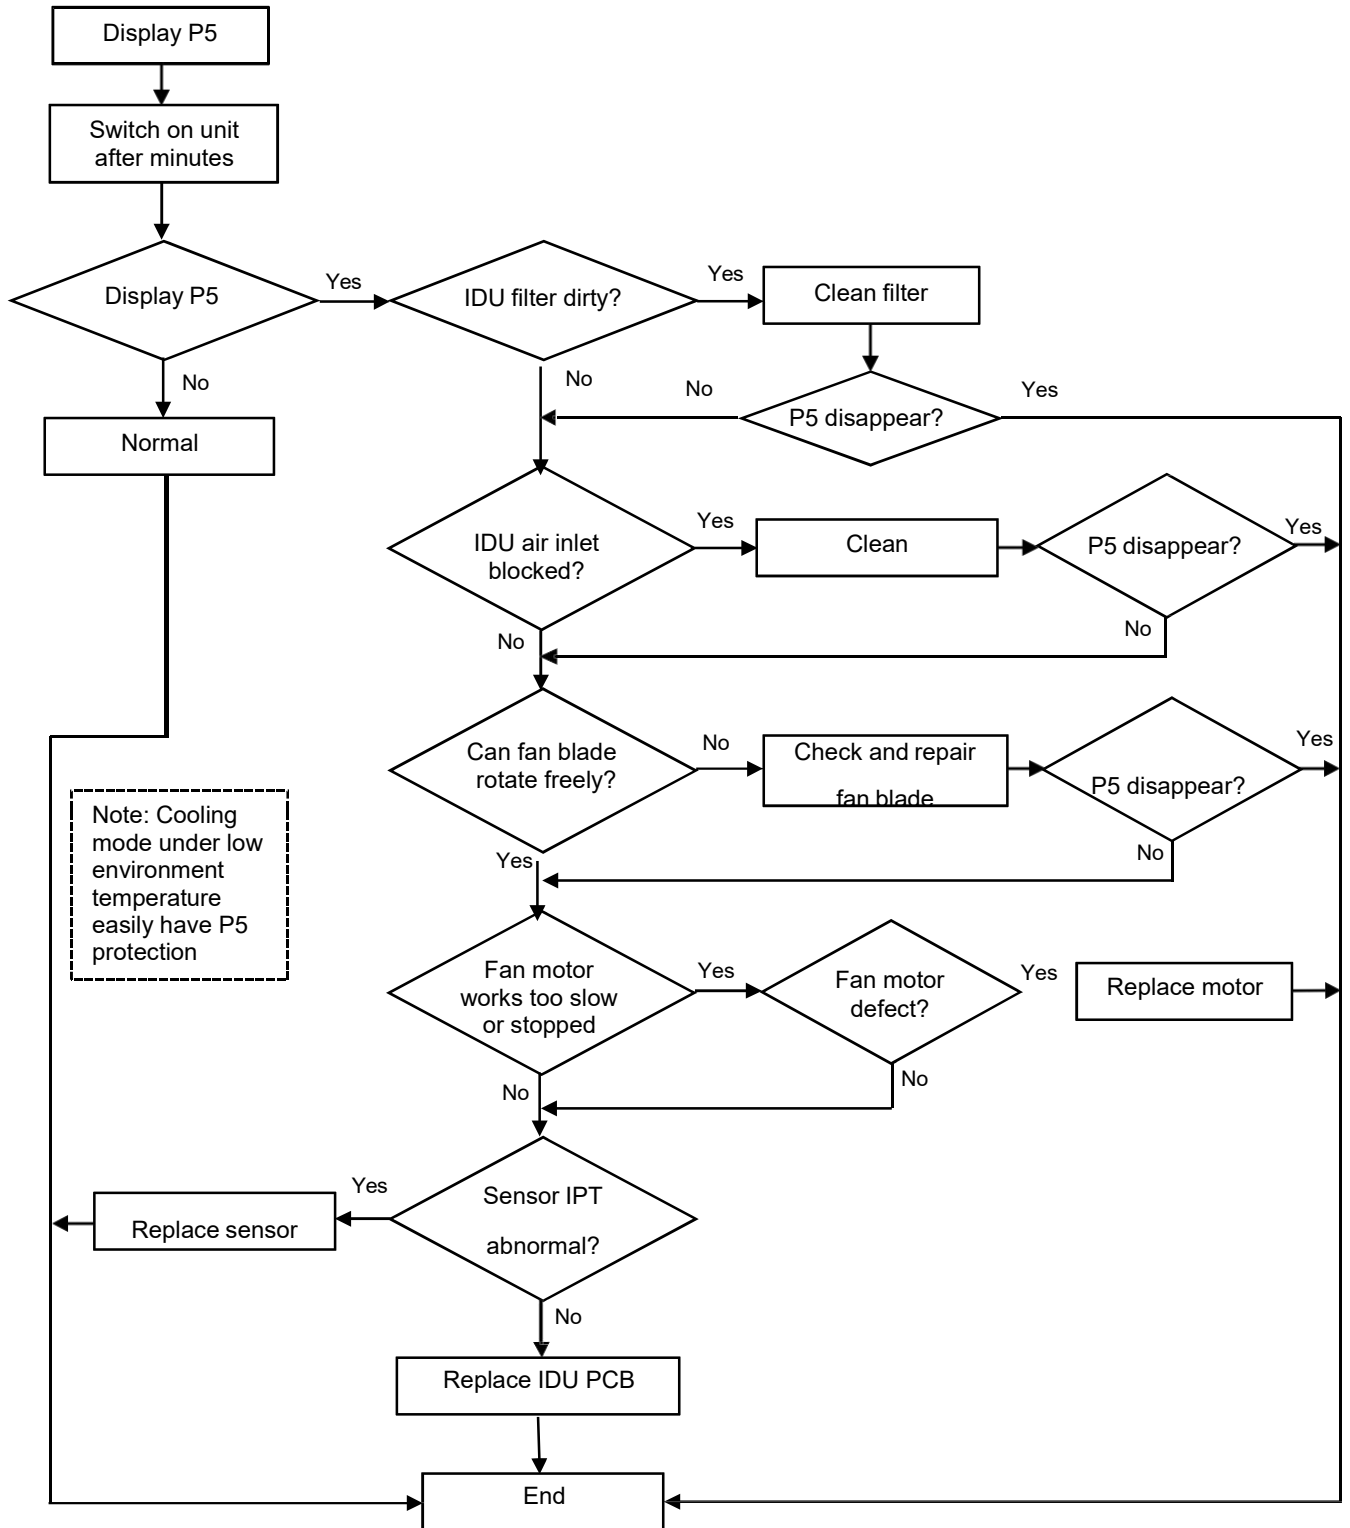 Display P5
Switch on unit
after minutes
Display P5
Yes
IDU filter dirty?
Yes
Clean filter
No
Normal
No
No
P5 disappear?
Yes
IDU air inlet
blocked?
Yes
Clean
P5 disappear?
Yes
No
No
Can fan blade
rotate freely?
No
Check and repair
fan blade
P5 disappear?
Yes
Yes
No
Note: Cooling
mode under low
environment
temperature
easily have P5
protection
Fan motor
works too slow
or stopped
Yes
Fan motor
defect?
Yes
Replace motor
No
No
Sensor IPT
abnormal?
Yes
Replace sensor
No
Replace IDU PCB
End